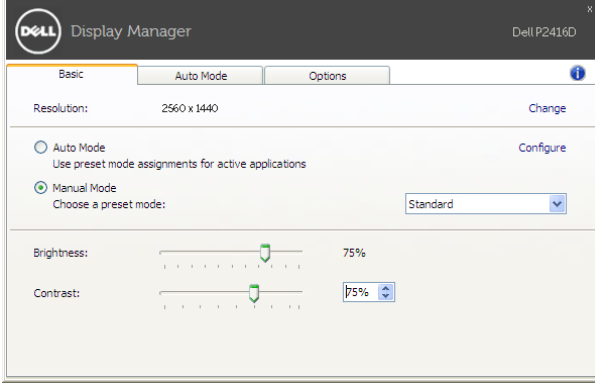 x
DELL Display Manager Dell P2416D
Basic Auto Mode Options i
Resolution: 2560 x 1440 Change
Auto Mode Configure
Use preset mode assignments for active applications
Manual Mode
Choose a preset mode: Standard
Brightness: 75%
Contrast: 75%